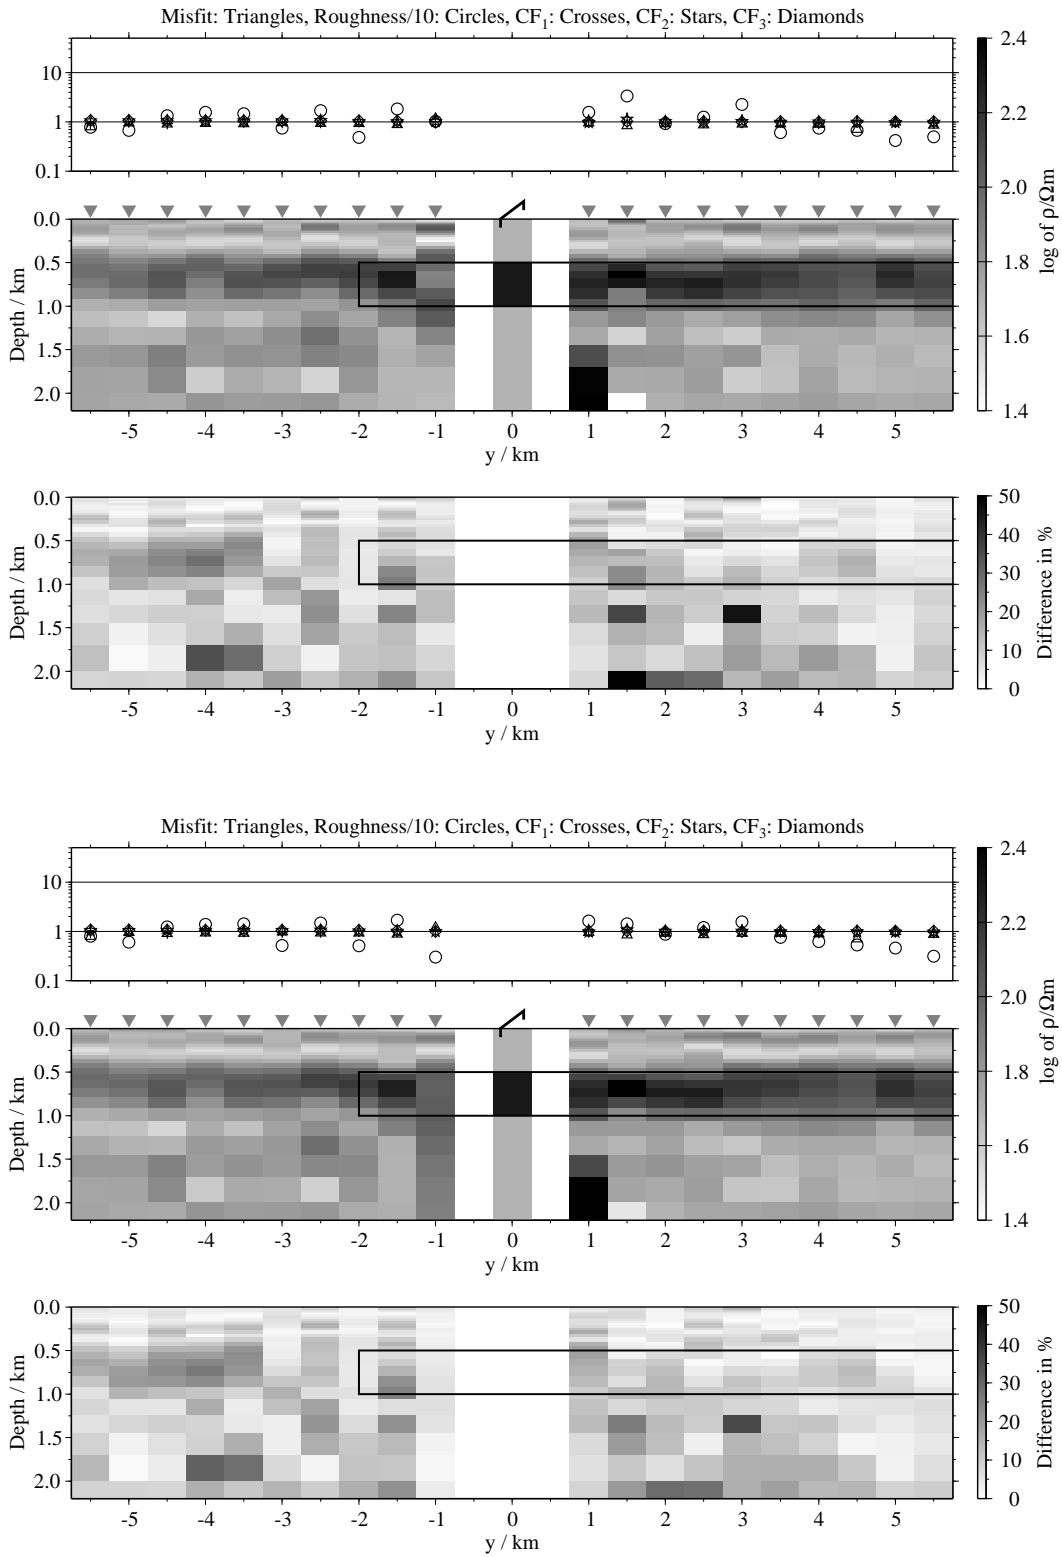 Misfit: Triangles, Roughness/10: Circles, CF1: Crosses, CF2: Stars, CF3: Diamonds
10
1
0.1
2.4
2.2
2.0
1.8
1.6
1.4
log of ρ/Ωm
0.0
0.5
1.0
1.5
2.0
Depth / km
-5 -4 -3 -2 -1 0 1 2 3 4 5
y / km
0.0
0.5
1.0
1.5
2.0
Depth / km
50
40
30
20
10
0
Difference in %
-5 -4 -3 -2 -1 0 1 2 3 4 5
y / km
Misfit: Triangles, Roughness/10: Circles, CF1: Crosses, CF2: Stars, CF3: Diamonds
10
1
0.1
2.4
2.2
2.0
1.8
1.6
1.4
log of ρ/Ωm
0.0
0.5
1.0
1.5
2.0
Depth / km
-5 -4 -3 -2 -1 0 1 2 3 4 5
y / km
0.0
0.5
1.0
1.5
2.0
Depth / km
50
40
30
20
10
0
Difference in %
-5 -4 -3 -2 -1 0 1 2 3 4 5
y / km